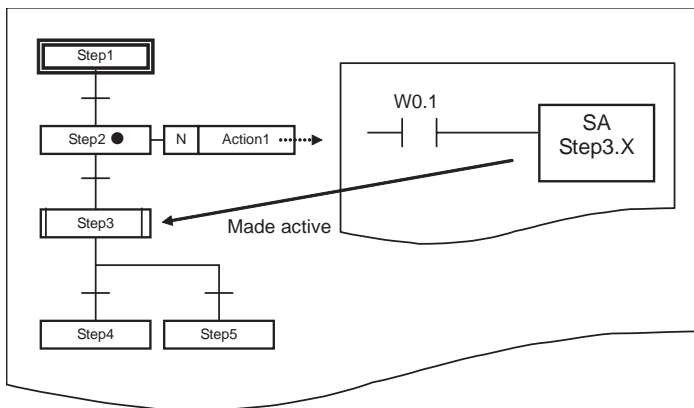 Step1
W0.1
SA
Step3.X
Step2
N
Action1
Step3
Made active
Step4
Step5